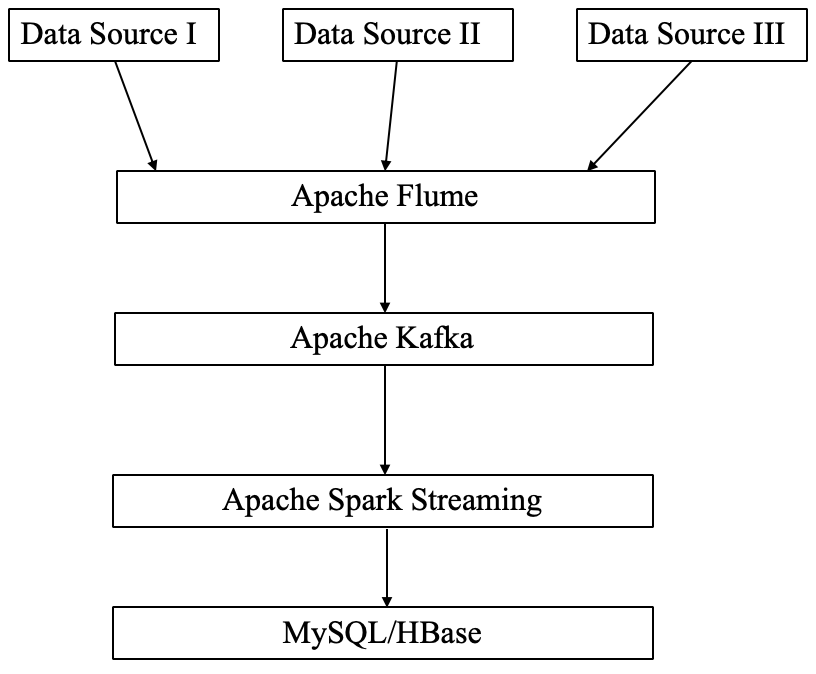 Data Source I
Data Source II
Data Source III
Apache Flume
Apache Kafka
Apache Spark Streaming
MySQL/HBase